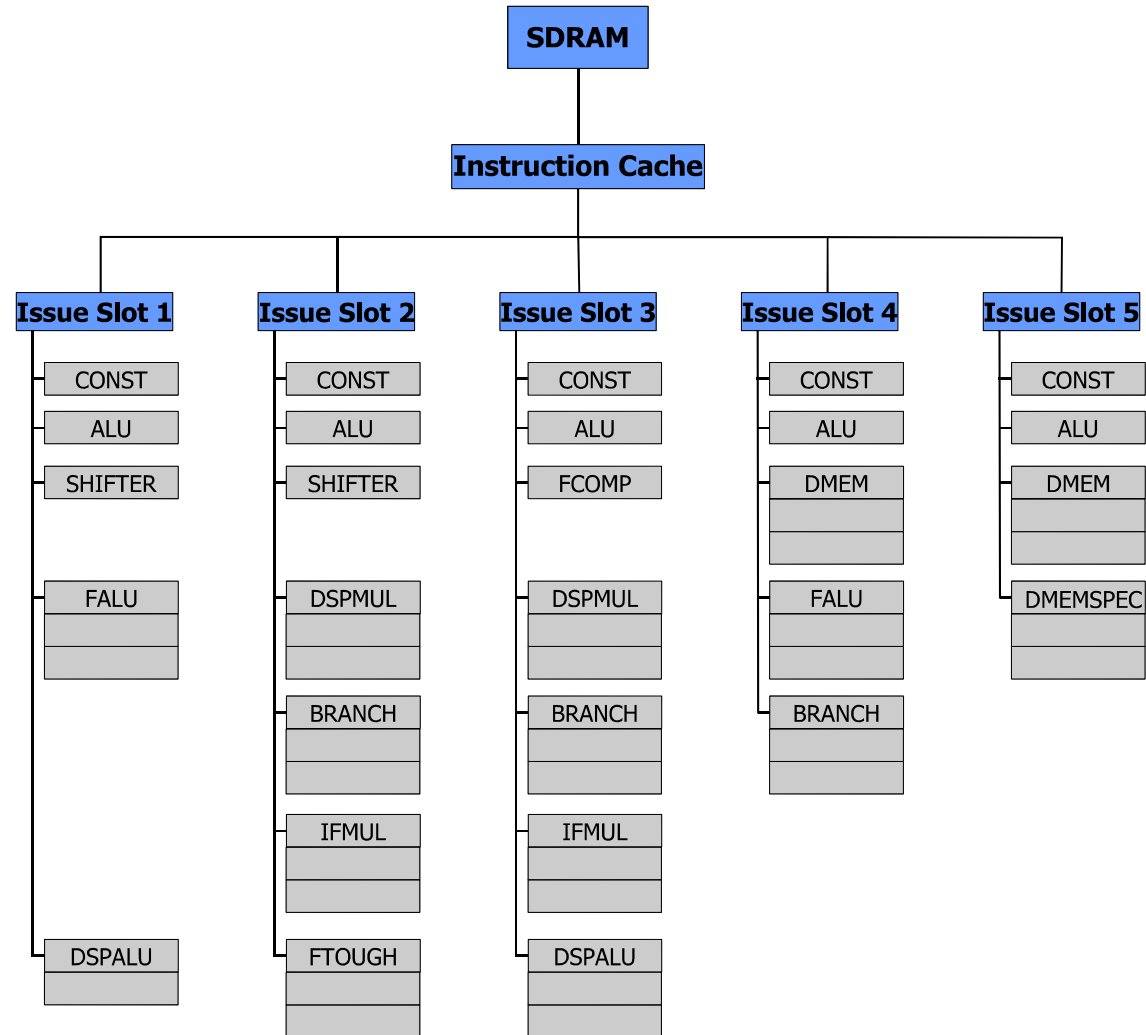 SDRAM
Instruction Cache
Issue Slot 1
Issue Slot 2
Issue Slot 3
Issue Slot 4
Issue Slot 5
CONST
CONST
CONST
CONST
CONST
ALU
ALU
ALU
ALU
ALU
SHIFTER
SHIFTER
FCOMP
DMEM
DMEM
FALU
DSPMUL
DSPMUL
FALU
DMEMSPEC
BRANCH
BRANCH
BRANCH
IFMUL
IFMUL
DSPALU
FTOUGH
DSPALU